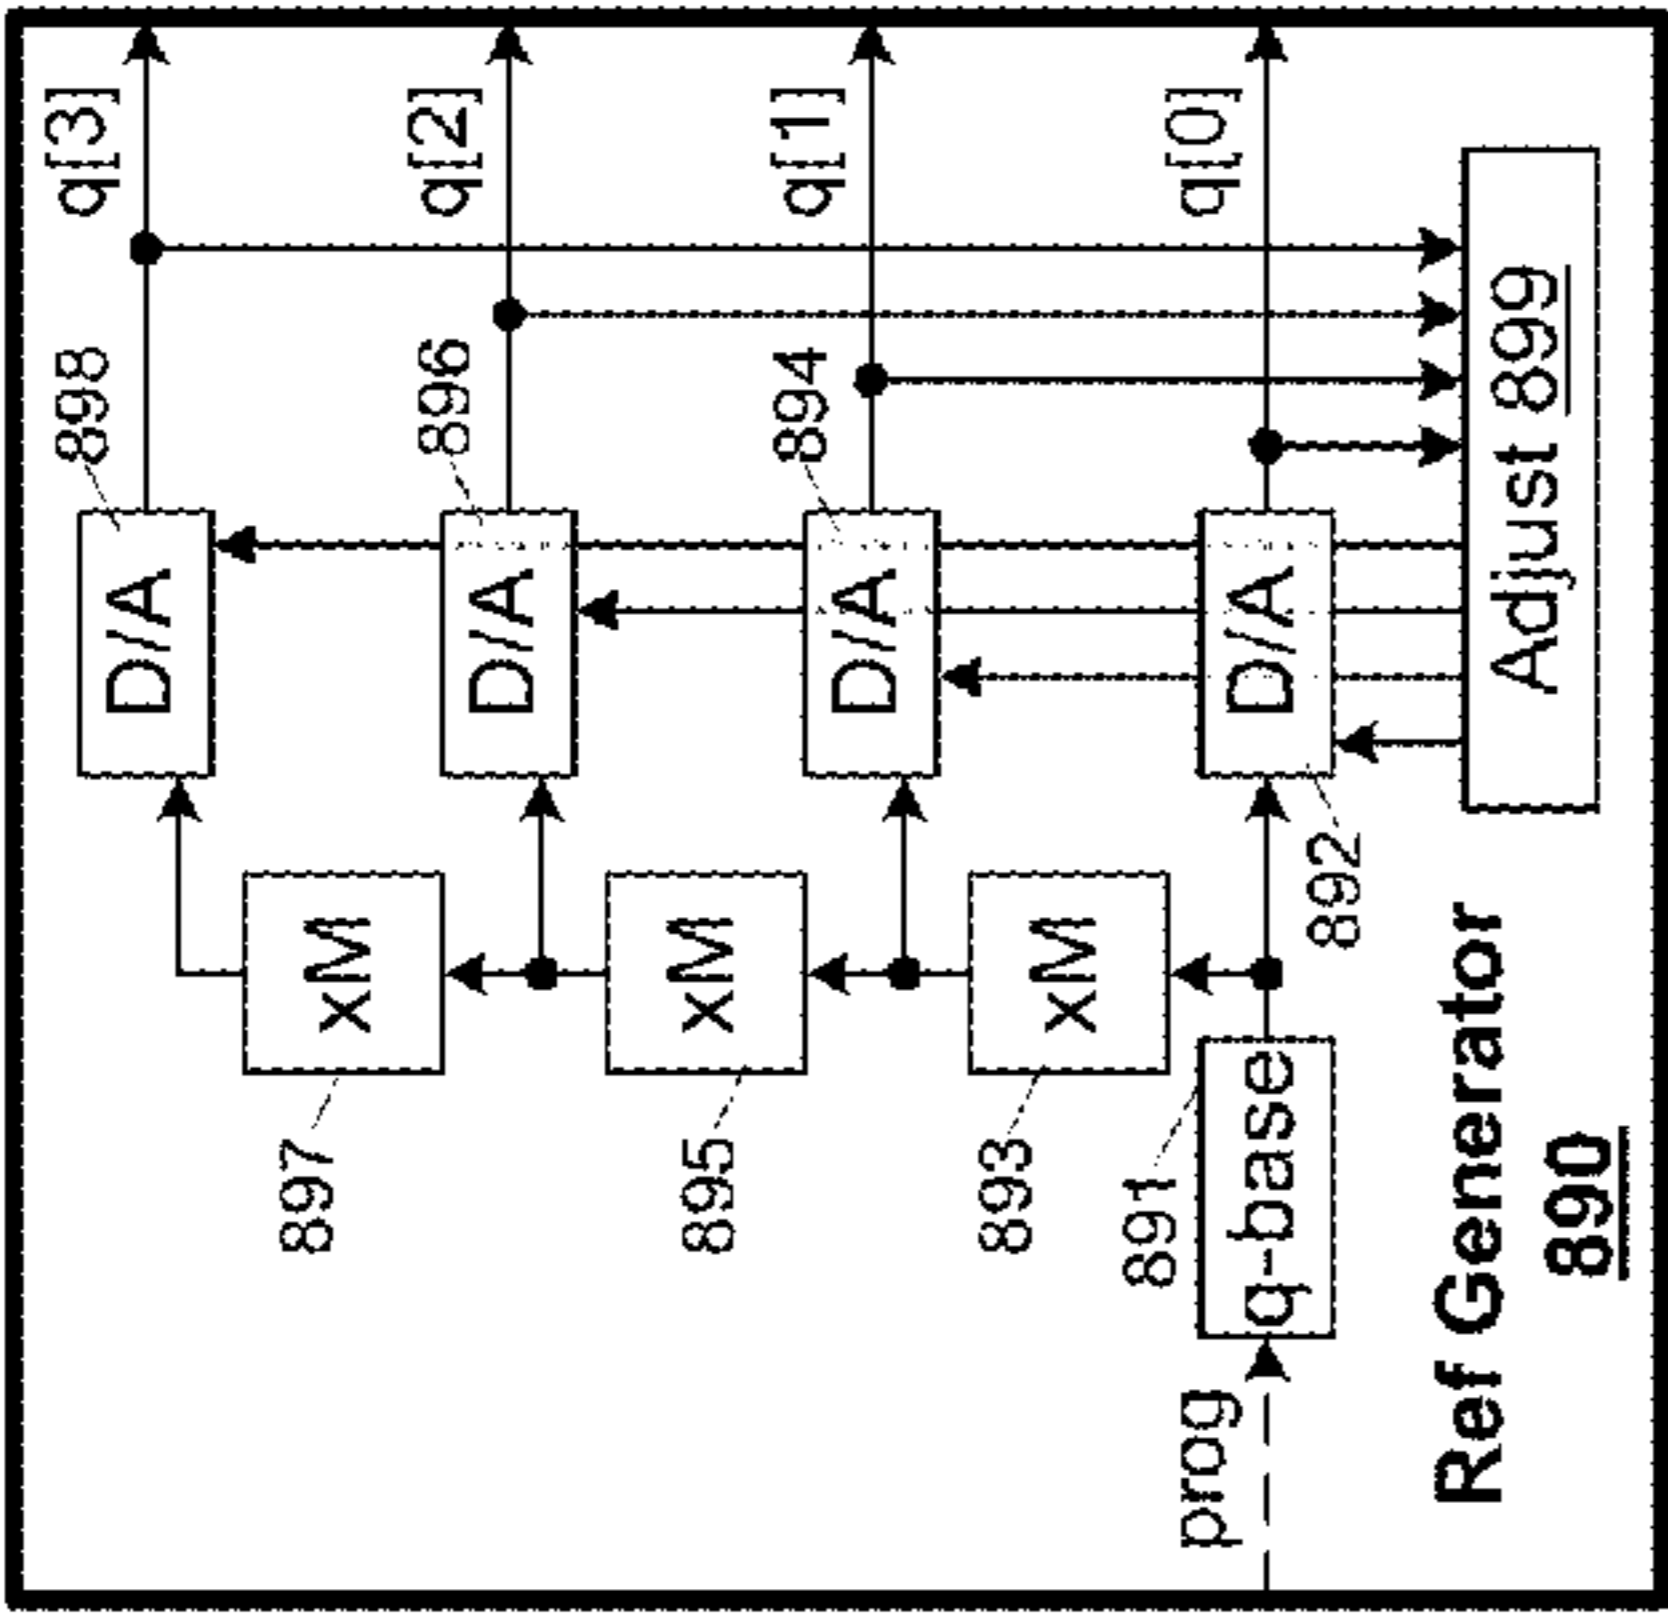 q[3]
q[2]
q[1]
q[0]
898
896
894
892
D/A
D/A
D/A
D/A
Adjust 899
xM
xM
xM
897
895
893
891
q-base
prog
Ref Generator
890